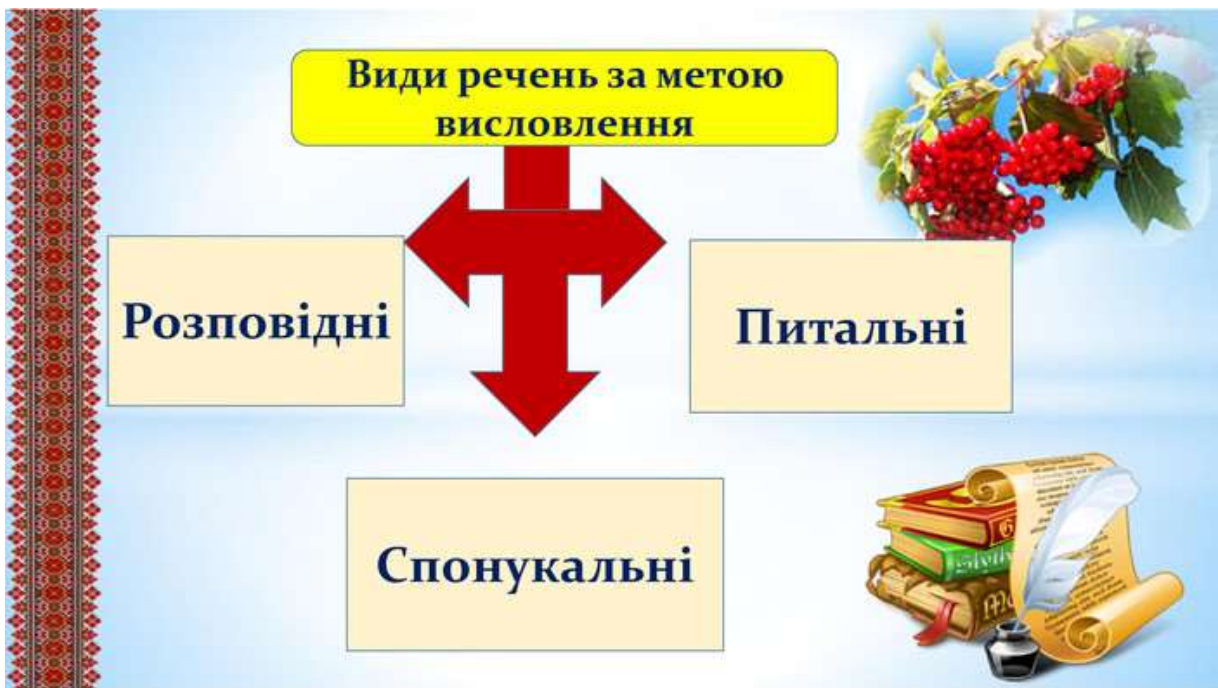 Види речень за метою
висловлення
Розповідні
Питальні
Спонукальні